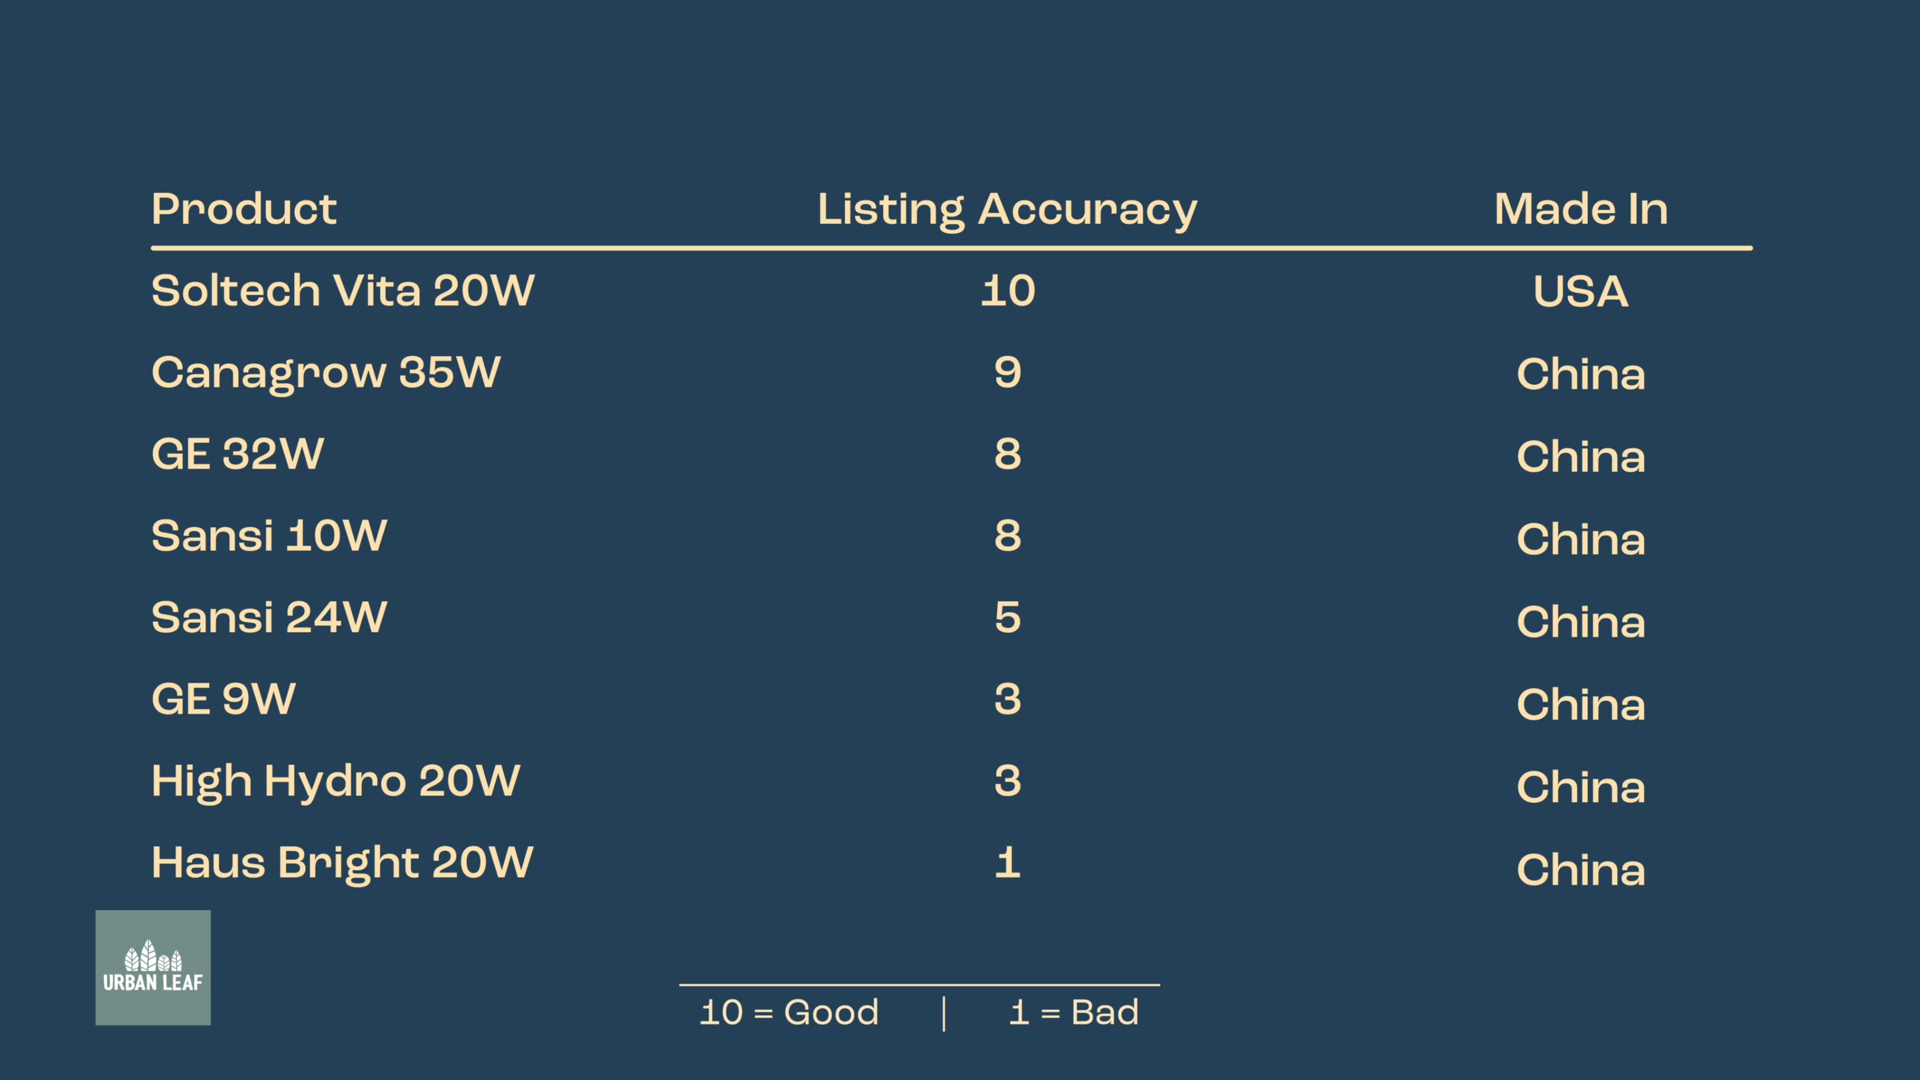 Product Listing Accuracy Made In
Soltech Vita 20W 10 USA
Canagrow 35W 9 China
GE 32W 8 China
Sansi 10W 8 China
Sansi 24W 5 China
GE 9W 3 China
High Hydro 20W 3 China
Haus Bright 20W 1 China
URBAN LEAF
10 = Good | 1 = Bad